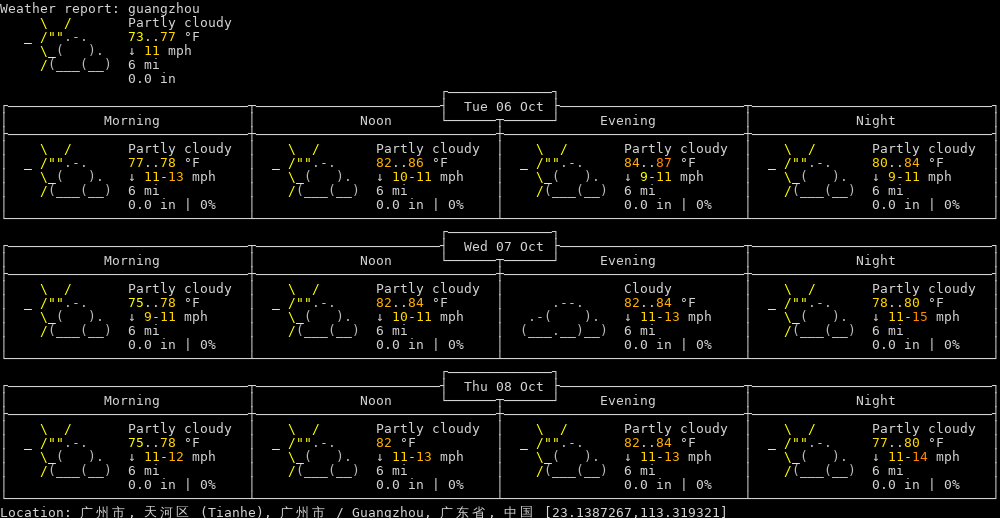 Weather report: guangzhou
Partly cloudy
73..77 °F
↓ 11 mph
6 mi
0.0 in
Tue 06 Oct
Morning Noon Evening Night
Partly cloudy Partly cloudy Partly cloudy Partly cloudy
77..78 °F 82..86 °F 84..87 °F 80..84 °F
↓ 11-13 mph ↓ 10-11 mph ↓ 9-11 mph ↓ 9-11 mph
6 mi 6 mi 6 mi 6 mi
0.0 in | 0% 0.0 in | 0% 0.0 in | 0% 0.0 in | 0%
Wed 07 Oct
Morning Noon Evening Night
Partly cloudy Partly cloudy Cloudy Partly cloudy
75..78 °F 82..84 °F 82..84 °F 78..80 °F
↓ 9-11 mph ↓ 10-11 mph ↓ 11-13 mph ↓ 11-15 mph
6 mi 6 mi 6 mi 6 mi
0.0 in | 0% 0.0 in | 0% 0.0 in | 0% 0.0 in | 0%
Thu 08 Oct
Morning Noon Evening Night
Partly cloudy Partly cloudy Partly cloudy Partly cloudy
75..78 °F 82 °F 82..84 °F 77..80 °F
↓ 11-12 mph ↓ 11-13 mph ↓ 11-13 mph ↓ 11-14 mph
6 mi 6 mi 6 mi 6 mi
0.0 in | 0% 0.0 in | 0% 0.0 in | 0% 0.0 in | 0%
Location: 广州市, 天河区 (Tianhe), 广州市 / Guangzhou, 广东省, 中国 [23.1387267,113.319321]